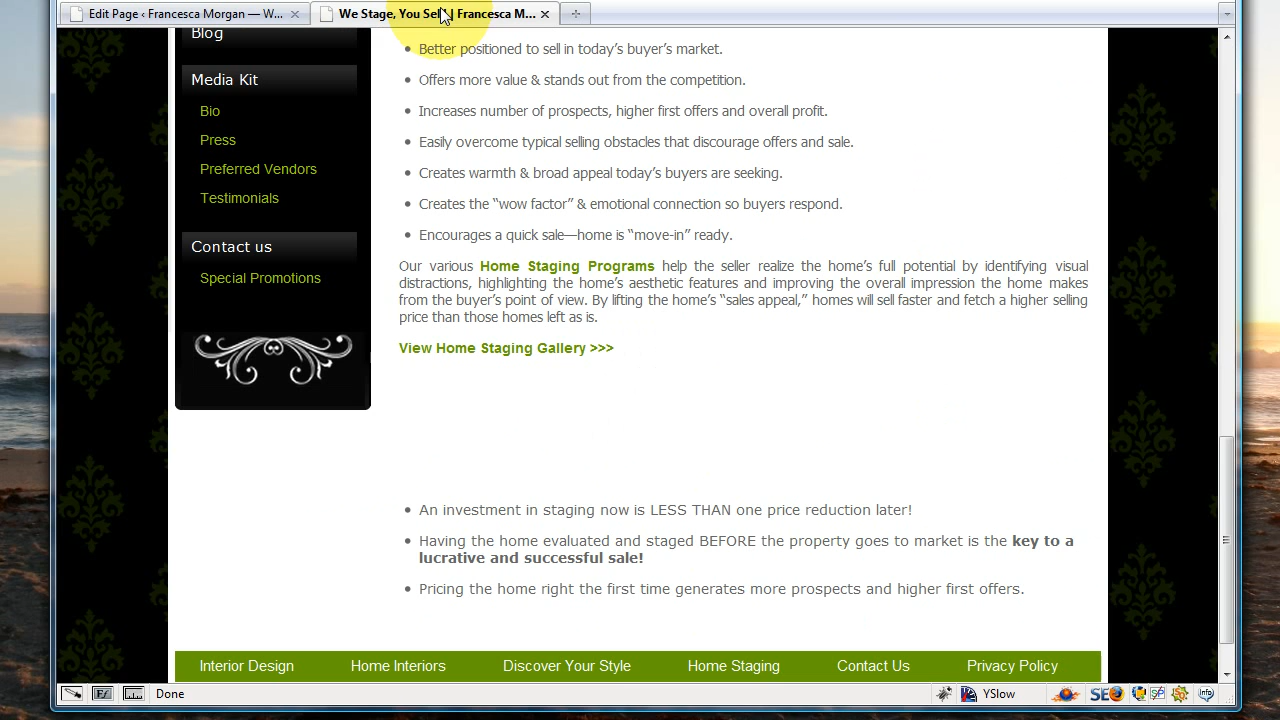 Edit Page ‹ Francesca Morgan — W...
We Stage, You Sell | Francesca M...
Blog
Media Kit
Bio
Press
Preferred Vendors
Testimonials
Contact us
Special Promotions
• Better positioned to sell in today’s buyer’s market.
• Offers more value & stands out from the competition.
• Increases number of prospects, higher first offers and overall profit.
• Easily overcome typical selling obstacles that discourage offers and sale.
• Creates warmth & broad appeal today’s buyers are seeking.
• Creates the “wow factor” & emotional connection so buyers respond.
• Encourages a quick sale—home is “move-in” ready.
Our various Home Staging Programs help the seller realize the home’s full potential by identifying visual
distractions, highlighting the home’s aesthetic features and improving the overall impression the home makes
from the buyer’s point of view. By lifting the home’s “sales appeal,” homes will sell faster and fetch a higher selling
price than those homes left as is.
View Home Staging Gallery >>>
• An investment in staging now is LESS THAN one price reduction later!
• Having the home evaluated and staged BEFORE the property goes to market is the key to a
lucrative and successful sale!
• Pricing the home right the first time generates more prospects and higher first offers.
Interior Design Home Interiors Discover Your Style Home Staging Contact Us Privacy Policy
Done YSlow SEO